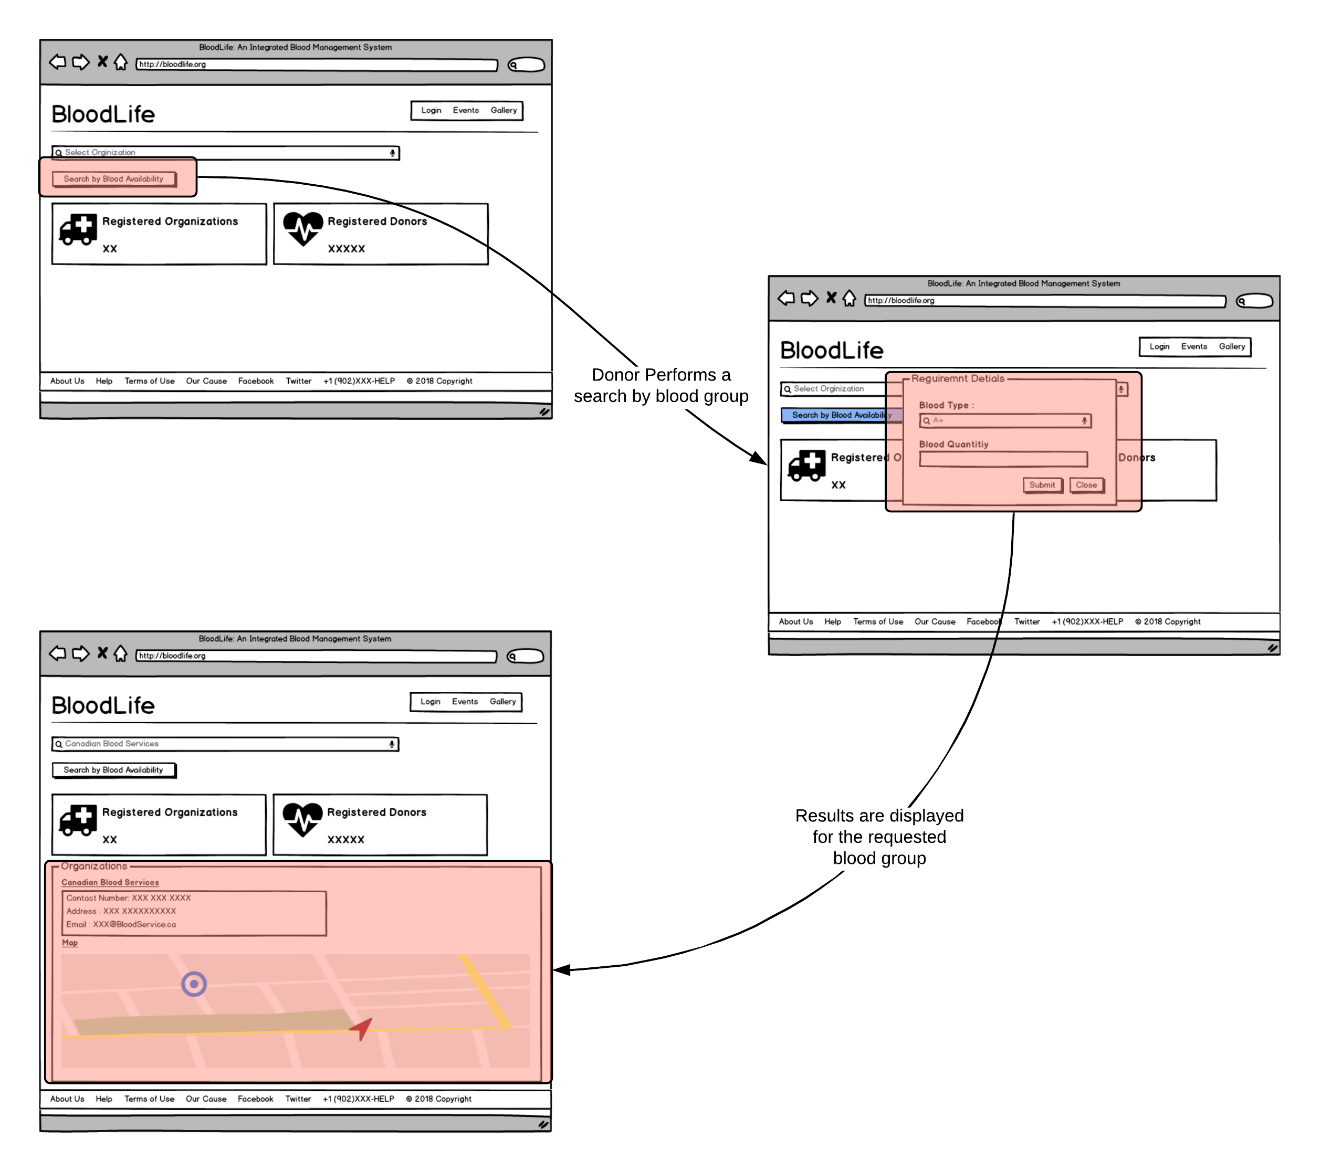 BloodLife: An Integrated Blood Management System
http://bloodlife.org
BloodLife
Login Events Gallery
Select Orginization
Search by Blood Availability
Registered Organizations
XX
Registered Donors
XXXXX
About Us Help Terms of Use Our Cause Facebook Twitter +1 (902)XXX-HELP © 2018 Copyright
Donor Performs a
search by blood group
BloodLife: An Integrated Blood Management System
http://bloodlife.org
BloodLife
Login Events Gallery
Select Orginization
Search by Blood Availability
Requiremnt Detials
Blood Type :
A+
Blood Quantitiy
Submit Close
Registered O
XX
Donors
About Us Help Terms of Use Our Cause Facebook Twitter +1 (902)XXX-HELP © 2018 Copyright
Results are displayed
for the requested
blood group
BloodLife: An Integrated Blood Management System
http://bloodlife.org
BloodLife
Login Events Gallery
Canadian Blood Services
Search by Blood Availability
Registered Organizations
XX
Registered Donors
XXXXX
Organizations
Canadian Blood Services
Contact Number: XXX XXX XXXX
Address : XXX XXXXXXXXXX
Email : XXX@BloodService.ca
Map
About Us Help Terms of Use Our Cause Facebook Twitter +1 (902)XXX-HELP © 2018 Copyright